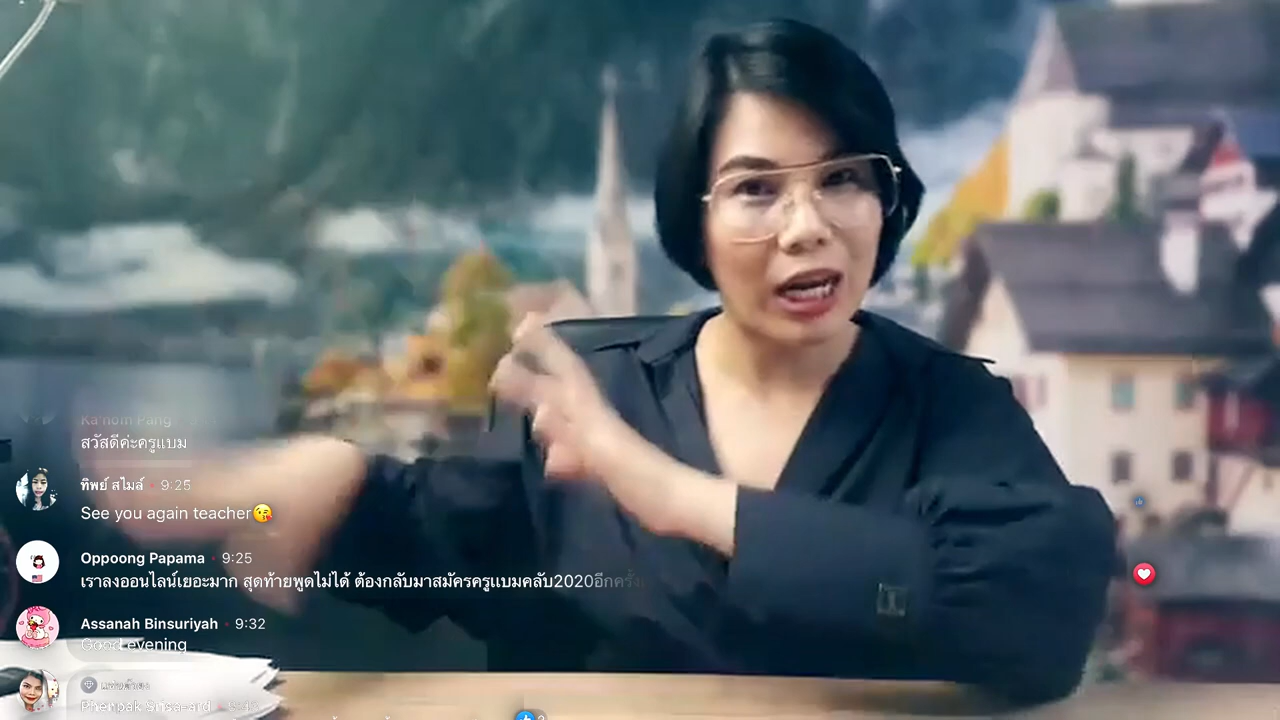 Ka'nom Pang
สวัสดีค่ะครูแบม
ทิพย์ สไมล์ • 9:25
See you again teacher😘
Oppoong Papama • 9:25
เราลงออนไลน์เยอะมาก สุดท้ายพูดไม่ได้ ต้องกลับมาสมัครครูแบมคลับ2020อีกครั้ง
Assanah Binsuriyah • 9:32
Good evening